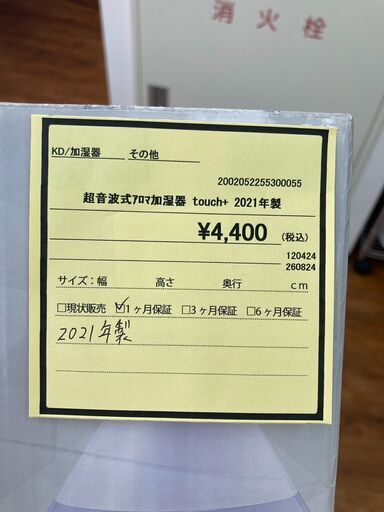 消火栓
KD/加湿器 その他
2002052255300055
超音波式ｱﾛﾏ加湿器 touch+ 2021年製
¥4,400 (税込)
120424
260824
サイズ:幅 高さ 奥行 cm
□現状販売 ☑1ヶ月保証 □3ヶ月保証 □6ヶ月保証
2021年製